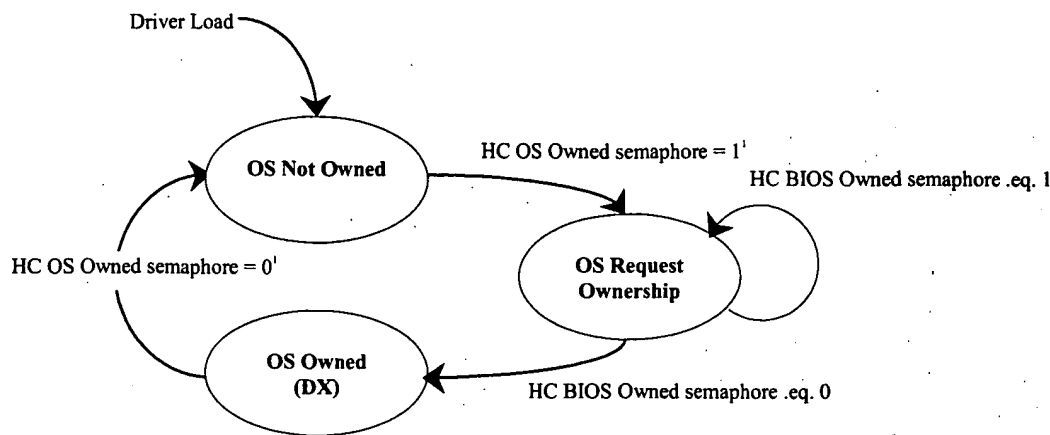 Driver Load
OS Not Owned
HC OS Owned semaphore = 1¹
HC BIOS Owned semaphore .eq. 1
OS Request
Ownership
HC OS Owned semaphore = 0¹
OS Owned
(DX)
HC BIOS Owned semaphore .eq. 0